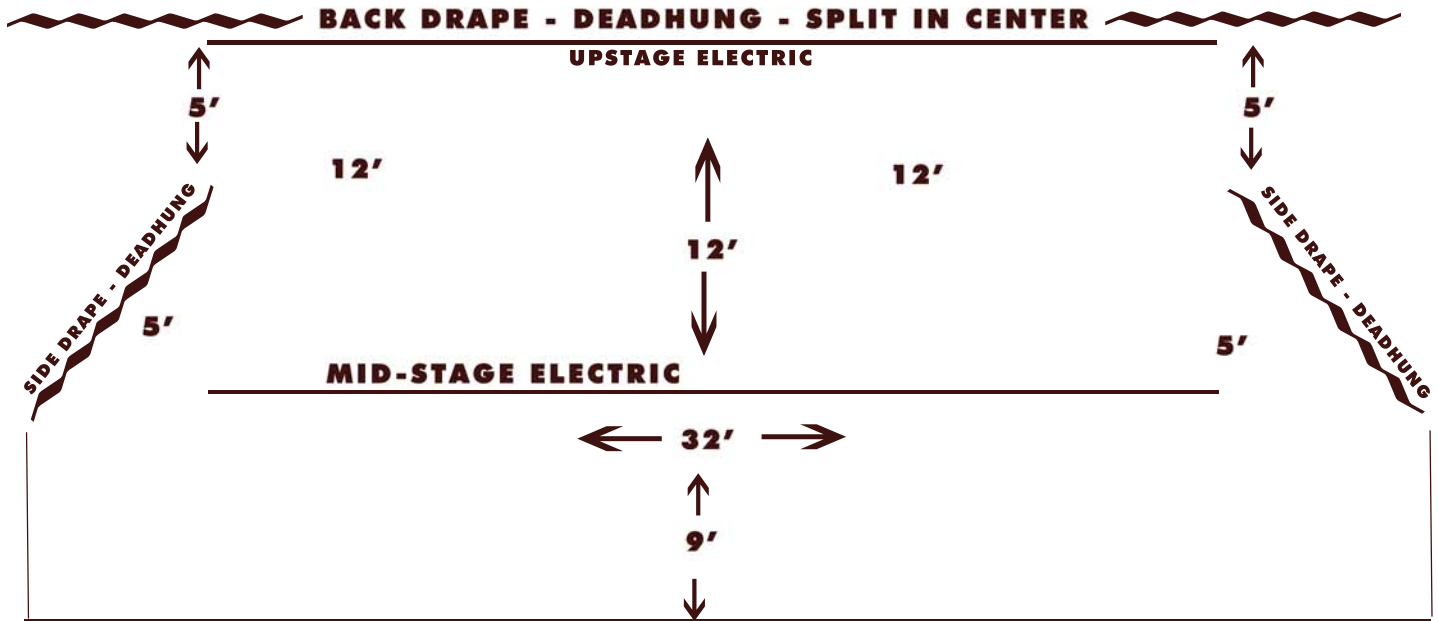 BACK DRAPE - DEADHUNG - SPLIT IN CENTER
UPSTAGE ELECTRIC
5’
5’
12’
12’
SIDE DRAPE - DEADHUNG
SIDE DRAPE - DEADHUNG
12’
5’
5’
MID-STAGE ELECTRIC
32’
9’